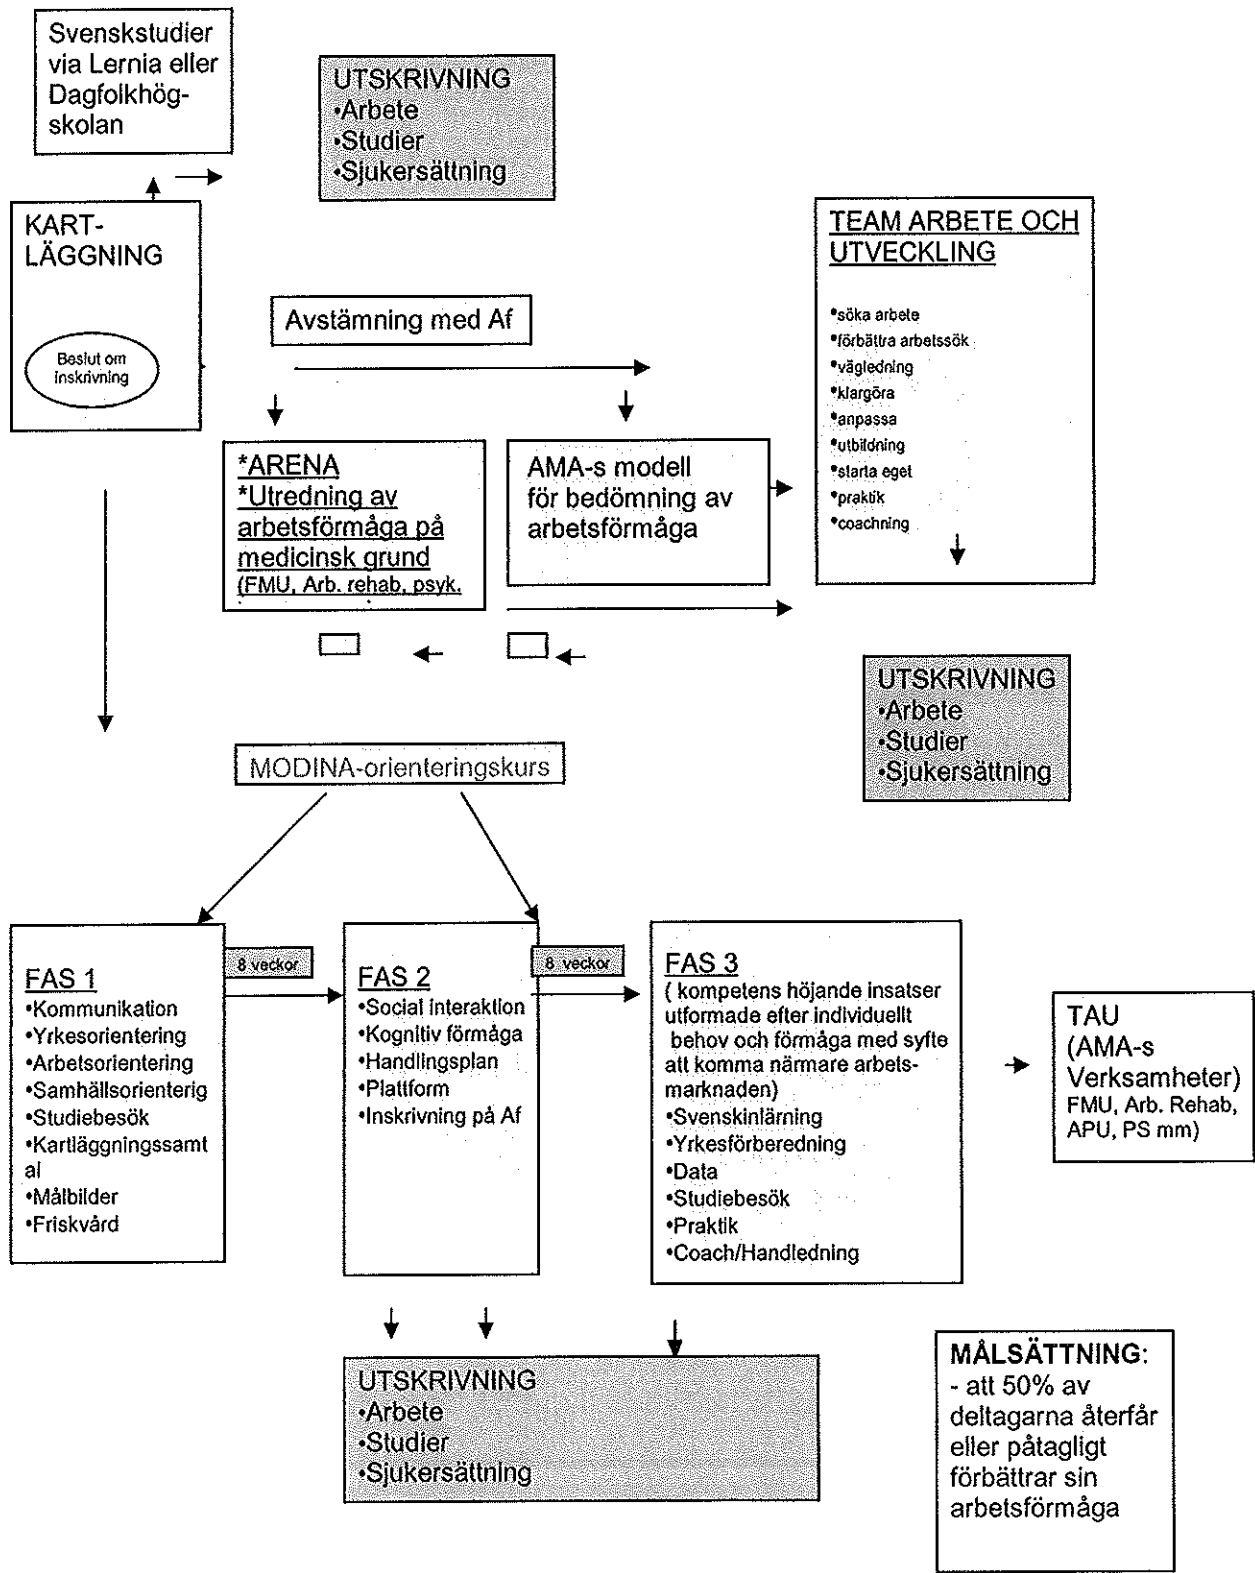 Svenskstudier
via Lernia eller
Dagfolkhög-
skolan
UTSKRIVNING
•Arbete
•Studier
•Sjukersättning
KART-
LÄGGNING
Beslut om
inskrivning
Avstämning med Af
TEAM ARBETE OCH
UTVECKLING
•söka arbete
•förbättra arbetssök
•vägledning
•klargöra
•anpassa
•utbildning
•starta eget
•praktik
•coachning
*ARENA
*Utredning av
arbetsförmåga på
medicinsk grund
(FMU, Arb. rehab, psyk.
AMA-s modell
för bedömning av
arbetsförmåga
UTSKRIVNING
•Arbete
•Studier
•Sjukersättning
MODINA-orienteringskurs
FAS 1
•Kommunikation
•Yrkesorientering
•Arbetsorientering
•Samhällsorienterig
•Studiebesök
•Kartläggningssamt
al
•Målbilder
•Friskvård
8 veckor
FAS 2
•Social interaktion
•Kognitiv förmåga
•Handlingsplan
•Plattform
•Inskrivning på Af
8 veckor
FAS 3
( kompetens höjande insatser
utformade efter individuellt
behov och förmåga med syfte
att komma närmare arbets-
marknaden)
•Svenskinlärning
•Yrkesförberedning
•Data
•Studiebesök
•Praktik
•Coach/Handledning
TAU
(AMA-s
Verksamheter)
FMU, Arb. Rehab,
APU, PS mm)
UTSKRIVNING
•Arbete
•Studier
•Sjukersättning
MÅLSÄTTNING:
- att 50% av
deltagarna återfår
eller påtagligt
förbättrar sin
arbetsförmåga